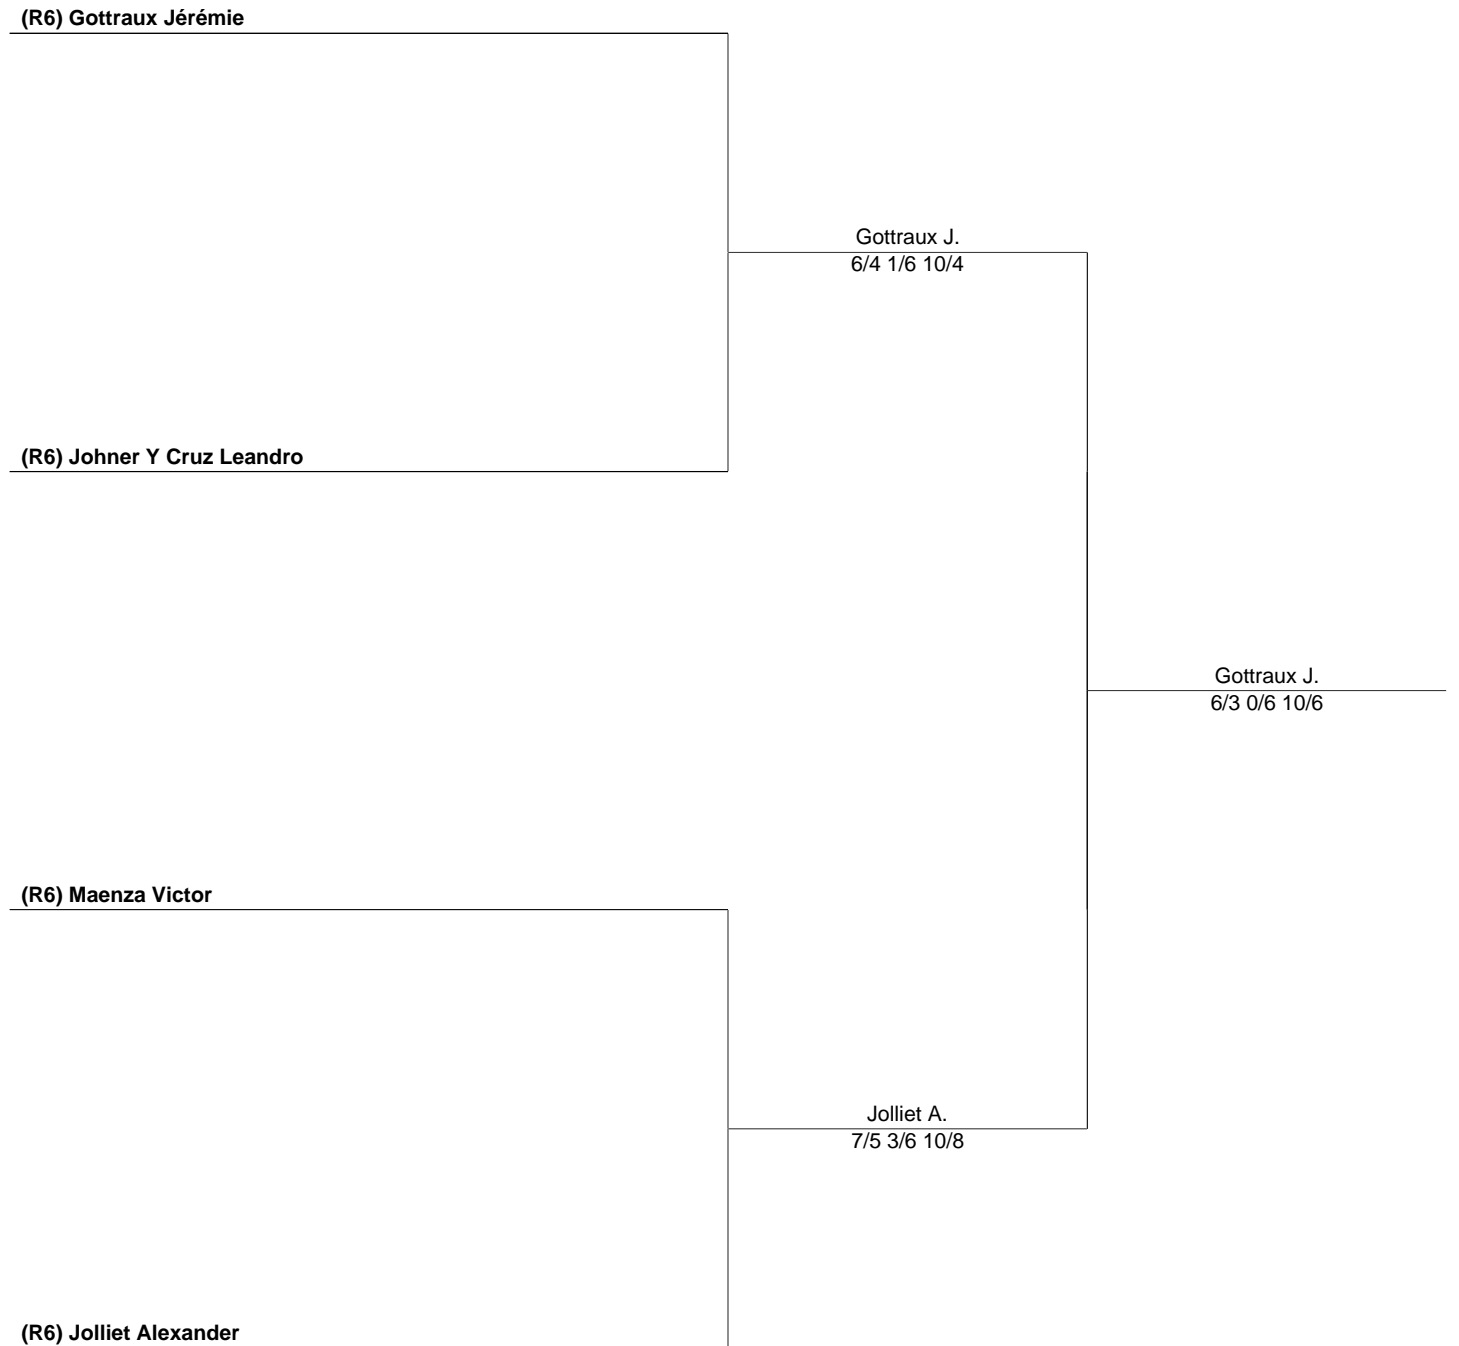 (R6) Gottraux Jérémie
Gottraux J.
6/4 1/6 10/4
(R6) Johner Y Cruz Leandro
Gottraux J.
6/3 0/6 10/6
(R6) Maenza Victor
Jolliet A.
7/5 3/6 10/8
(R6) Jolliet Alexander